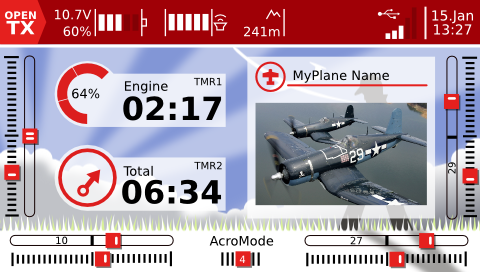 OPEN
TX
10.7V
60%
241m
15.Jan
13:27
64%
Engine
TMR1
02:17
MyPlane Name
Total
TMR2
06:34
29
29
10
AcroMode
27
4